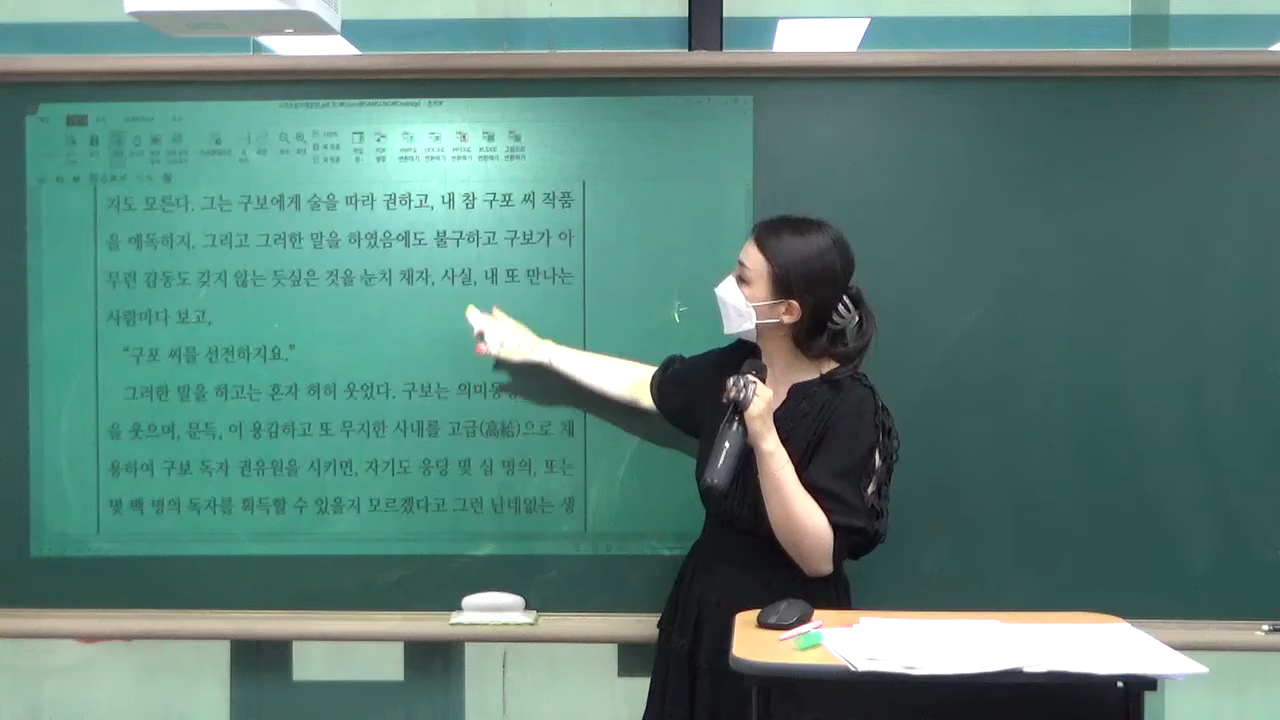 지도 모른다. 그는 구보에게 술을 따라 권하고, 내 참 구포 씨 작품
을 애독하지. 그리고 그러한 말을 하였음에도 불구하고 구보가 아
무런 감동도 갖지 않는 듯싶은 것을 눈치 채자, 사실, 내 또 만나는
사람마다 보고,
“구포 씨를 선전하지요.”
그러한 말을 하고는 혼자 허허 웃었다. 구보는
을 웃으며, 문득, 이 용감하고 또 무지한 사내를 고급(高給)으로 채
용하여 구보 독자 권유원을 시키면, 자기도 응당 몇 십 명의, 또는
몇 백 명의 독자를 획득할 수 있을지 모르겠다고 그런 난데없는 생